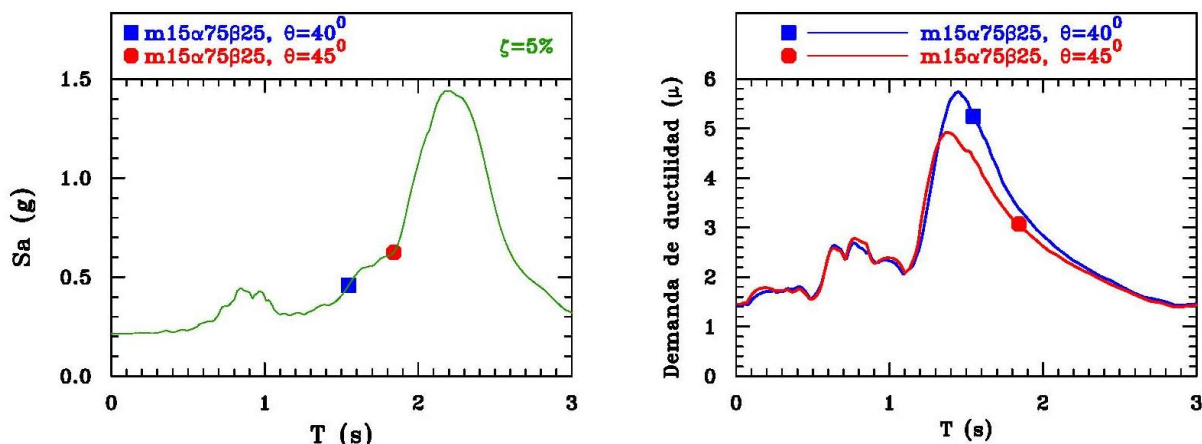 m15α75β25, θ=40⁰
m15α75β25, θ=45⁰
ζ=5%
1.5
1.0
0.5
0.0
Sa (g)
0 1 2 3
T (s)
m15α75β25, θ=40⁰
m15α75β25, θ=45⁰
6
5
4
3
2
1
0
Demanda de ductilidad (μ)
0 1 2 3
T (s)